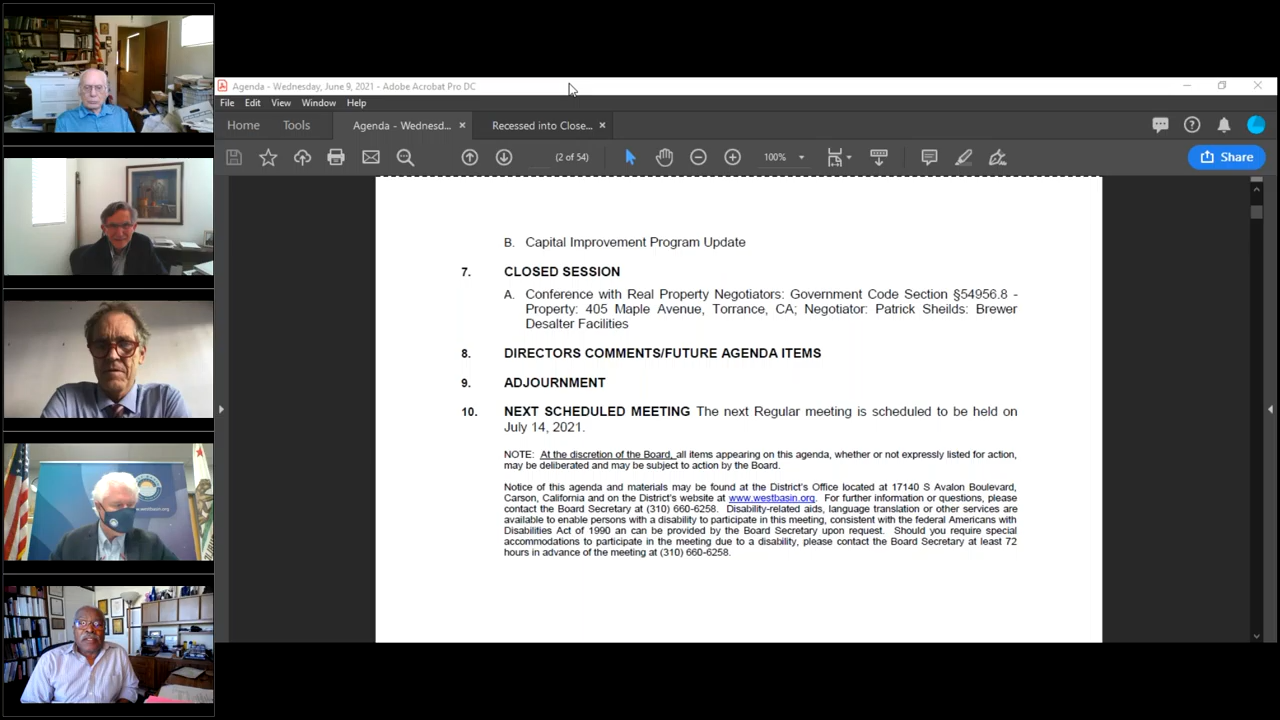 Agenda - Wednesday, June 9, 2021 - Adobe Acrobat Pro DC
File Edit View Window Help
Home Tools Agenda - Wednesd... × Recessed into Close... ×
(2 of 54) 100% Share
B. Capital Improvement Program Update
7. CLOSED SESSION
A. Conference with Real Property Negotiators: Government Code Section §54956.8 -
Property: 405 Maple Avenue, Torrance, CA; Negotiator: Patrick Sheilds: Brewer
Desalter Facilities
8. DIRECTORS COMMENTS/FUTURE AGENDA ITEMS
9. ADJOURNMENT
10. NEXT SCHEDULED MEETING The next Regular meeting is scheduled to be held on
July 14, 2021.
NOTE: At the discretion of the Board, all items appearing on this agenda, whether or not expressly listed for action,
may be deliberated and may be subject to action by the Board.
Notice of this agenda and materials may be found at the District's Office located at 17140 S Avalon Boulevard,
Carson, California and on the District's website at www.westbasin.org. For further information or questions, please
contact the Board Secretary at (310) 660-6258. Disability-related aids, language translation or other services are
available to enable persons with a disability to participate in this meeting, consistent with the federal Americans with
Disabilities Act of 1990 an can be provided by the Board Secretary upon request. Should you require special
accommodations to participate in the meeting due to a disability, please contact the Board Secretary at least 72
hours in advance of the meeting at (310) 660-6258.